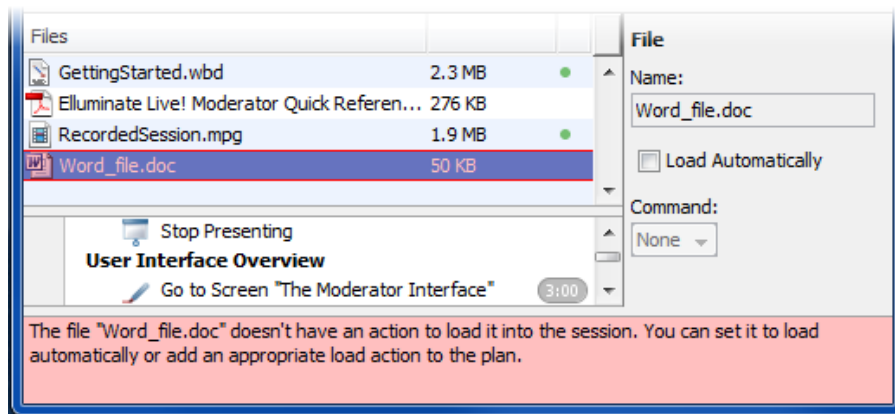 Files
GettingStarted.wbd 2.3 MB
Elluminate Live! Moderator Quick Referen... 276 KB
RecordedSession.mpg 1.9 MB
Word_file.doc 50 KB
Stop Presenting
User Interface Overview
Go to Screen "The Moderator Interface" 3:00
File
Name:
Word_file.doc
Load Automatically
Command:
None
The file "Word_file.doc" doesn't have an action to load it into the session. You can set it to load
automatically or add an appropriate load action to the plan.